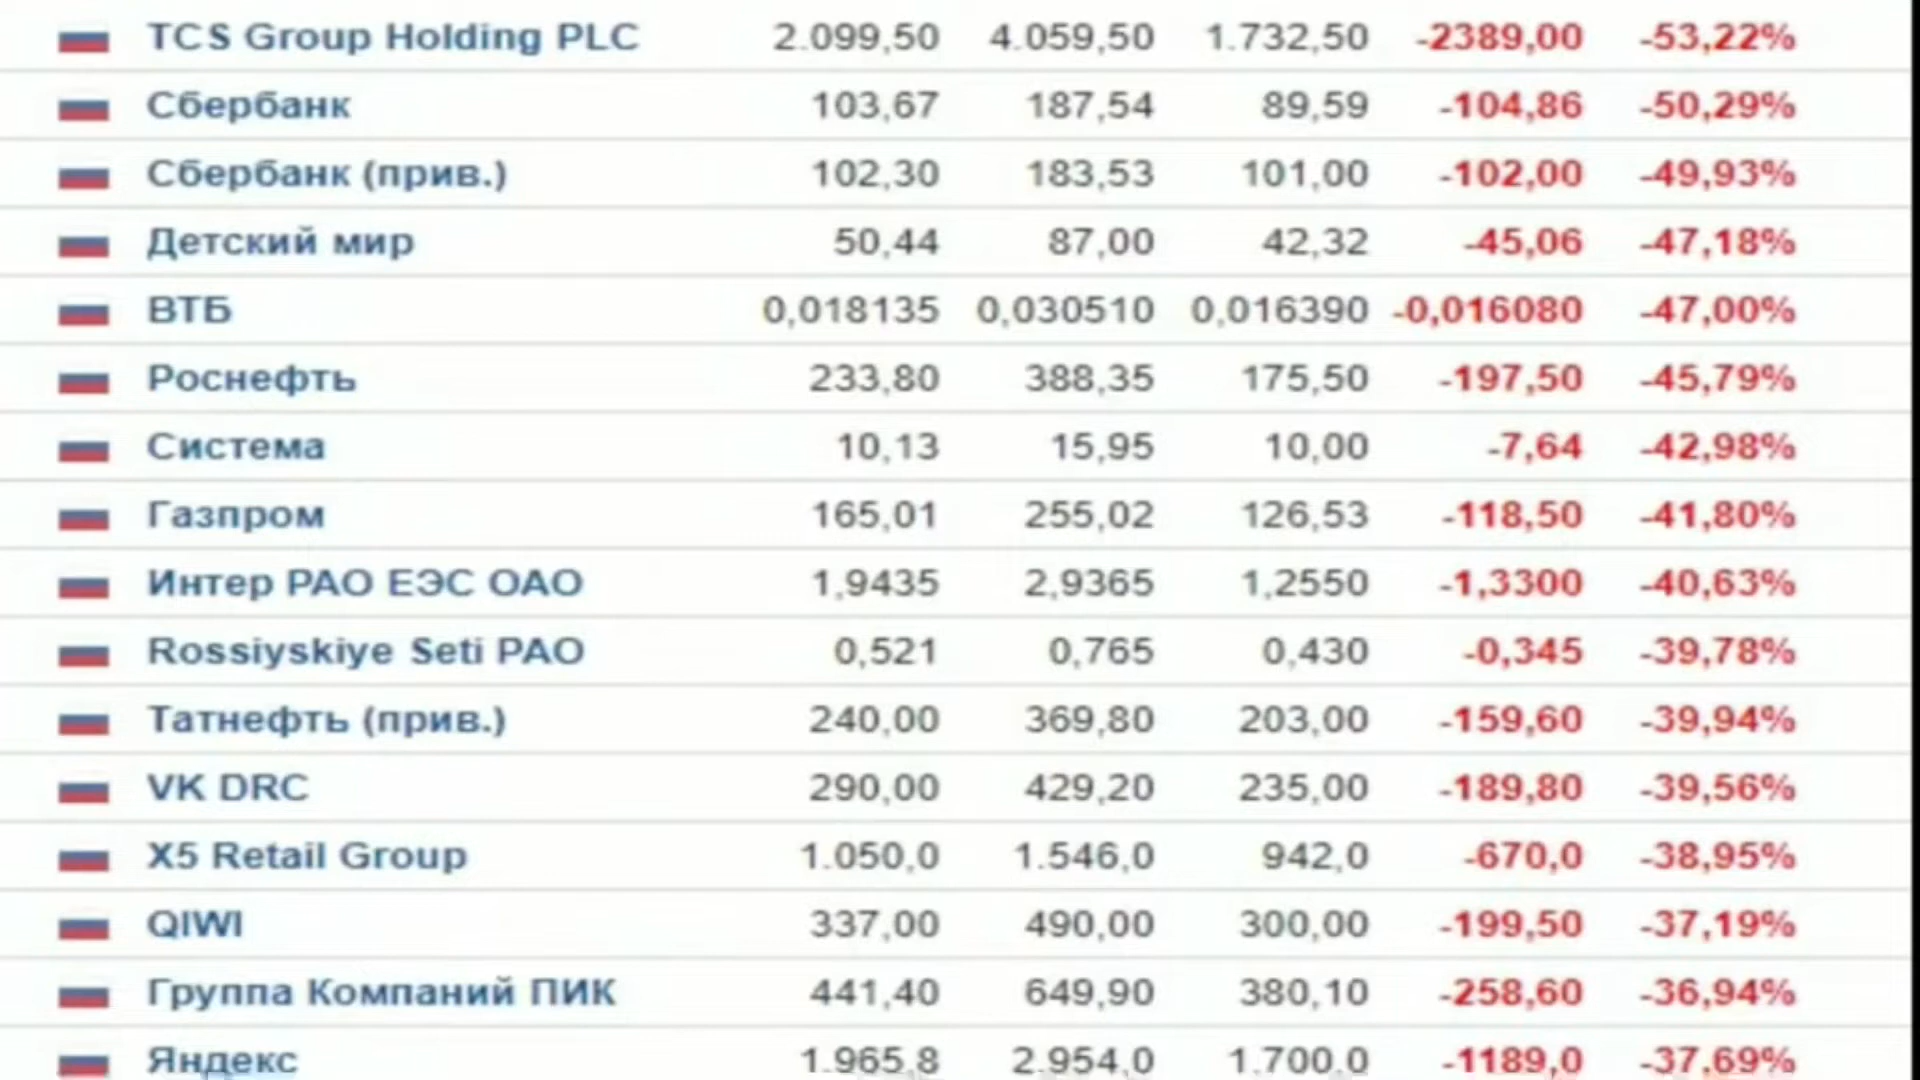 TCS Group Holding PLC 2.099,50 4.059,50 1.732,50 -2389,00 -53,22%
Сбербанк 103,67 187,54 89,59 -104,86 -50,29%
Сбербанк (прив.) 102,30 183,53 101,00 -102,00 -49,93%
Детский мир 50,44 87,00 42,32 -45,06 -47,18%
ВТБ 0,018135 0,030510 0,016390 -0,016080 -47,00%
Роснефть 233,80 388,35 175,50 -197,50 -45,79%
Система 10,13 15,95 10,00 -7,64 -42,98%
Газпром 165,01 255,02 126,53 -118,50 -41,80%
Интер РАО ЕЭС ОАО 1,9435 2,9365 1,2550 -1,3300 -40,63%
Rossiyskiye Seti PAO 0,521 0,765 0,430 -0,345 -39,78%
Татнефть (прив.) 240,00 369,80 203,00 -159,60 -39,94%
VK DRC 290,00 429,20 235,00 -189,80 -39,56%
X5 Retail Group 1.050,0 1.546,0 942,0 -670,0 -38,95%
QIWI 337,00 490,00 300,00 -199,50 -37,19%
Группа Компаний ПИК 441,40 649,90 380,10 -258,60 -36,94%
Яндекс 1.965,8 2.954,0 1.700,0 -1189,0 -37,69%